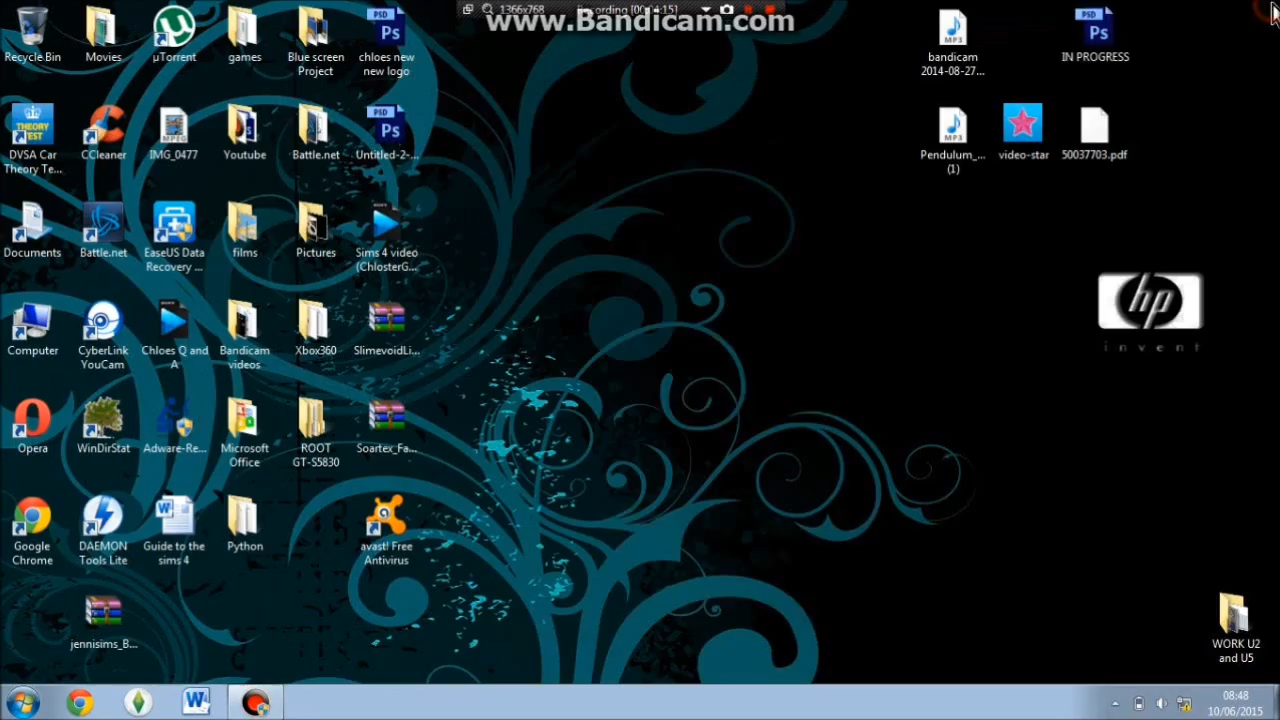 1366x768 Recording [00:04:15]
www.Bandicam.com
Recycle Bin
Movies
µTorrent
games
Blue screen
Project
chloes new
new logo
bandicam
2014-08-27...
IN PROGRESS
DVSA Car
Theory Te...
CCleaner
IMG_0477
Youtube
Battle.net
Untitled-2-...
Pendulum_...
(1)
video-star
50037703.pdf
Documents
Battle.net
EaseUS Data
Recovery ...
films
Pictures
Sims 4 video
(ChlosterG...
Computer
CyberLink
YouCam
Chloes Q and
A
Bandicam
videos
Xbox360
SlimevoidLi...
hp
invent
Opera
WinDirStat
Adware-Re...
Microsoft
Office
ROOT
GT-S5830
Soartex_Fa...
Google
Chrome
DAEMON
Tools Lite
Guide to the
sims 4
Python
avast! Free
Antivirus
jennisims_B...
WORK U2
and U5
08:48
10/06/2015